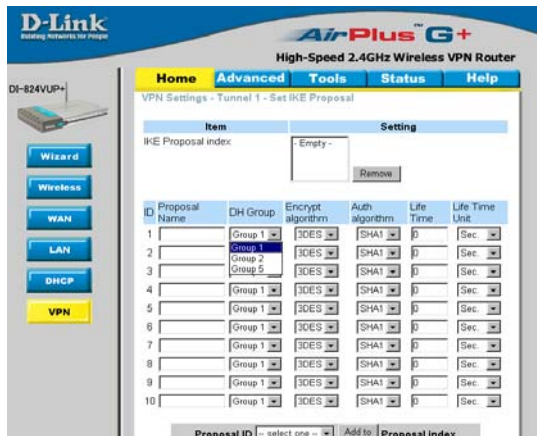 D-Link
Building Networks for People
AirPlus G+
High-Speed 2.4GHz Wireless VPN Router
DI-824VUP+
Home Advanced Tools Status Help
VPN Settings - Tunnel 1 - Set IKE Proposal
Item Setting
IKE Proposal index - Empty -
Remove
Wizard
Wireless
WAN
LAN
DHCP
VPN
ID Proposal Name DH Group Encrypt algorithm Auth algorithm Life Time Life Time Unit
1 Group 1 3DES SHA1 0 Sec.
Group 1
Group 2
Group 5
2 3DES SHA1 0 Sec.
3 3DES SHA1 0 Sec.
4 Group 1 3DES SHA1 0 Sec.
5 Group 1 3DES SHA1 0 Sec.
6 Group 1 3DES SHA1 0 Sec.
7 Group 1 3DES SHA1 0 Sec.
8 Group 1 3DES SHA1 0 Sec.
9 Group 1 3DES SHA1 0 Sec.
10 Group 1 3DES SHA1 0 Sec.
Proposal ID -- select one -- Add to Proposal index